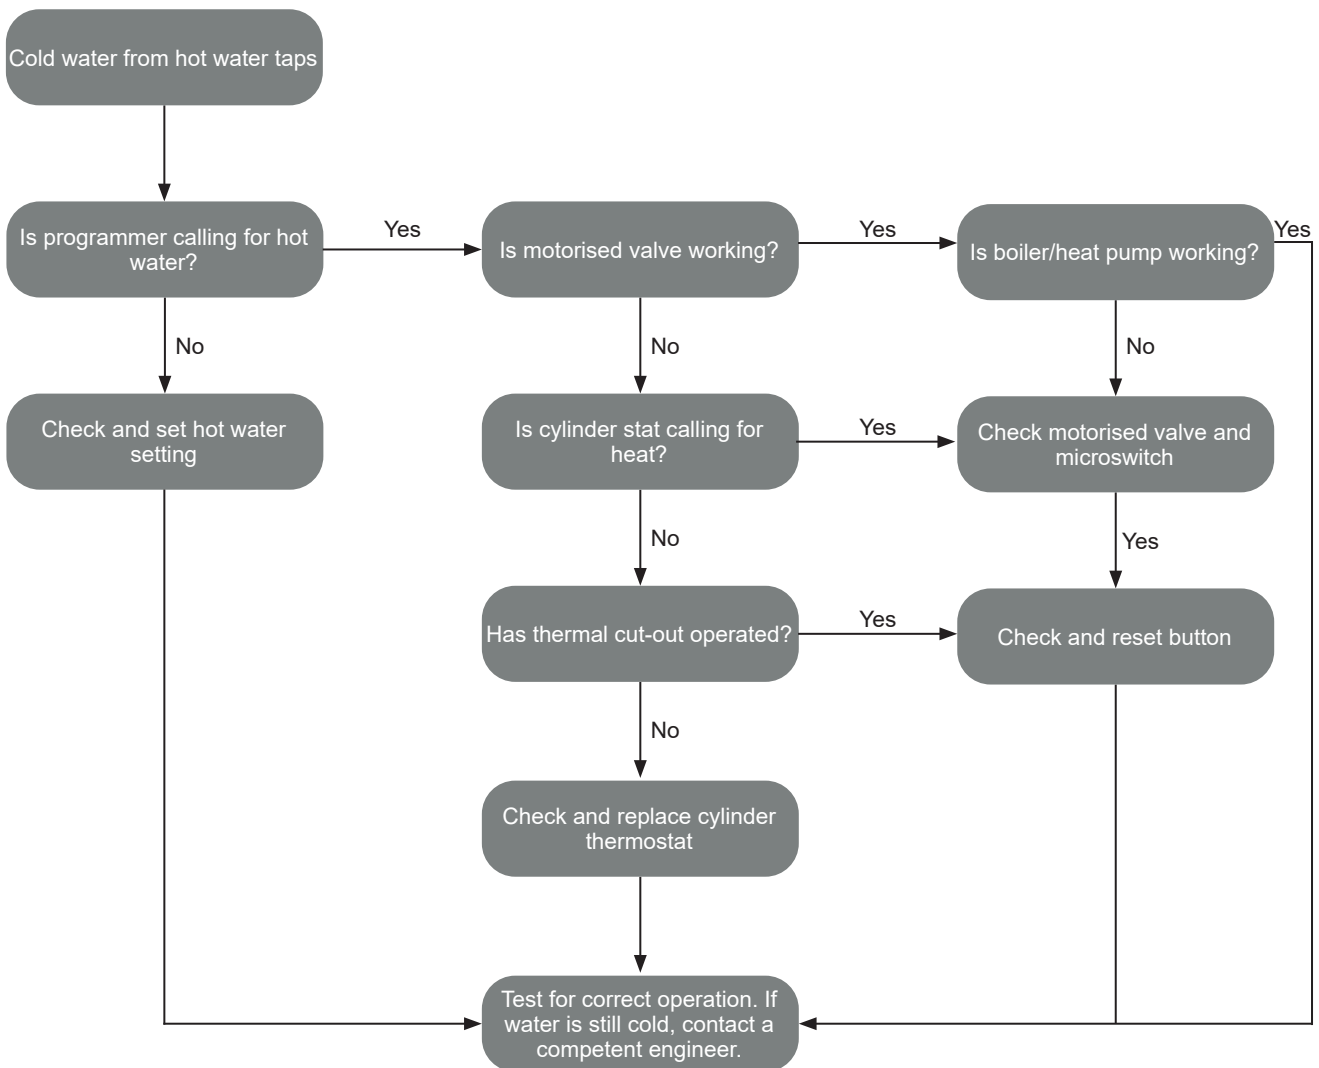 Cold water from hot water taps
Is programmer calling for hot
water?
Yes
Is motorised valve working?
Yes
Is boiler/heat pump working?
Yes
No
No
No
Check and set hot water
setting
Is cylinder stat calling for
heat?
Yes
Check motorised valve and
microswitch
No
Yes
Has thermal cut-out operated?
Yes
Check and reset button
No
Check and replace cylinder
thermostat
Test for correct operation. If
water is still cold, contact a
competent engineer.